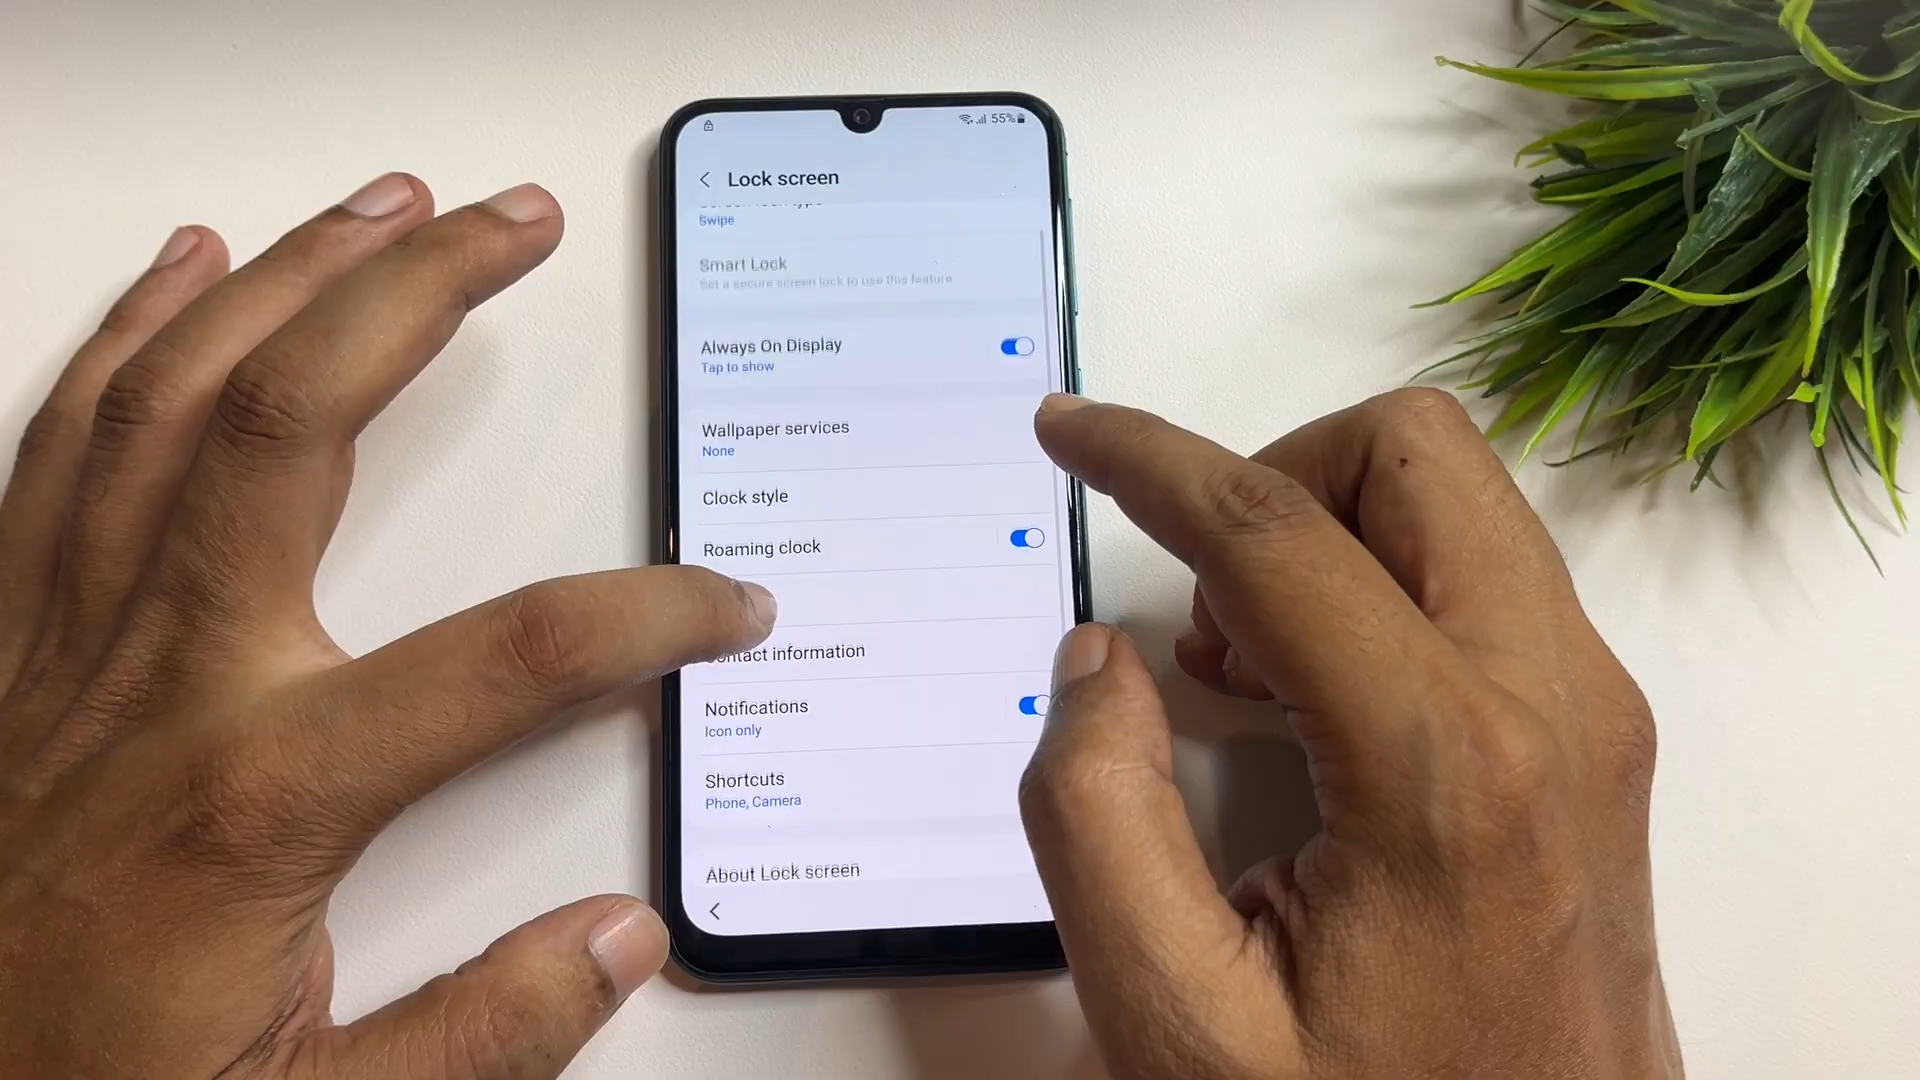 55%
Lock screen
Swipe
Smart Lock
Set a secure screen lock to use this feature
Always On Display
Tap to show
Wallpaper services
None
Clock style
Roaming clock
information
Notifications
Icon only
Shortcuts
Phone, Camera
About Lock screen